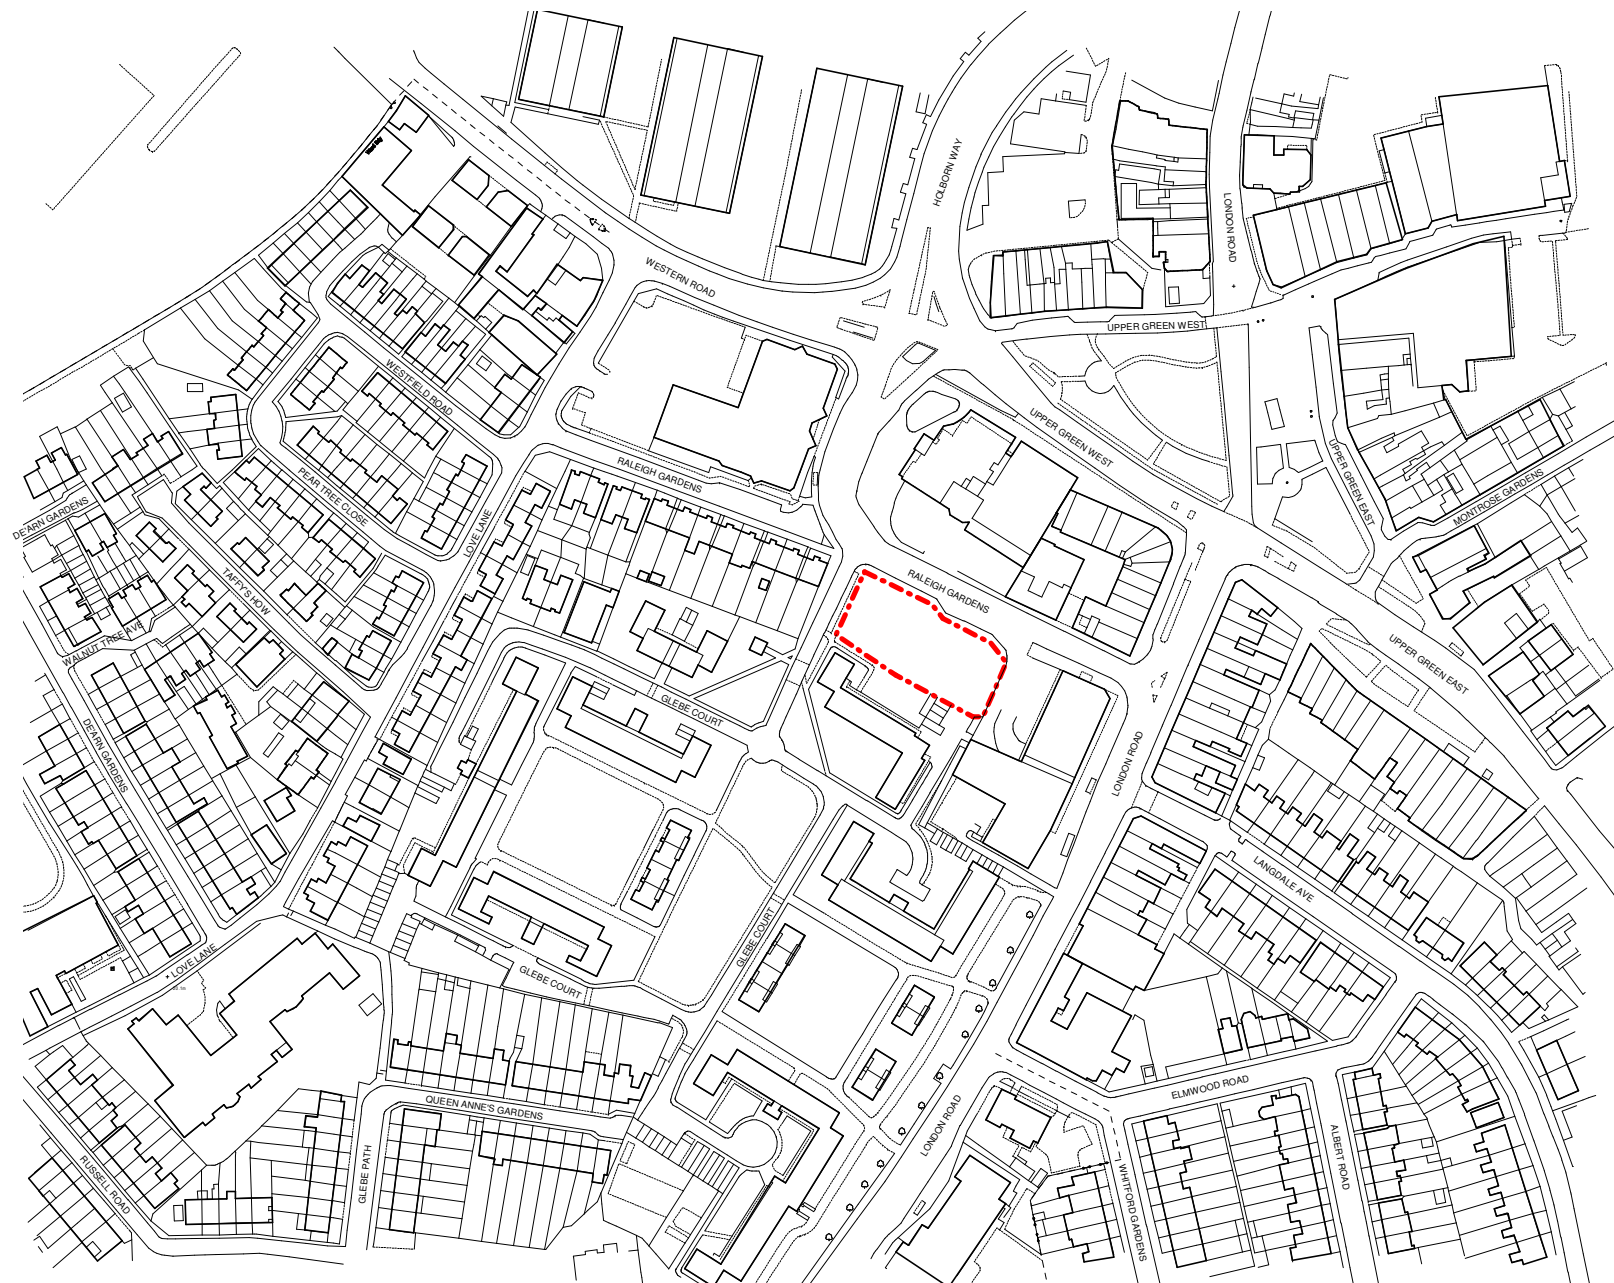 HOLBORN WAY
LONDON ROAD
WESTERN ROAD
UPPER GREEN WEST
WESTFIELD ROAD
UPPER GREEN WEST
RALEIGH GARDENS
UPPER GREEN EAST
MONTROSE GARDENS
PEAR TREE CLOSE
DE'ARN GARDENS
LOVE LANE
TAFFY'S HOW
RALEIGH GARDENS
WALNUT TREE AVE
UPPER GREEN EAST
GLEBE COURT
DE'ARN GARDENS
LONDON ROAD
LANGDALE AVE
GLEBE COURT
LOVE LANE
GLEBE COURT
ELMWOOD ROAD
QUEEN ANNE'S GARDENS
LONDON ROAD
ALBERT ROAD
GLEBE PATH
RUSSELL ROAD
WHITFORD GARDENS